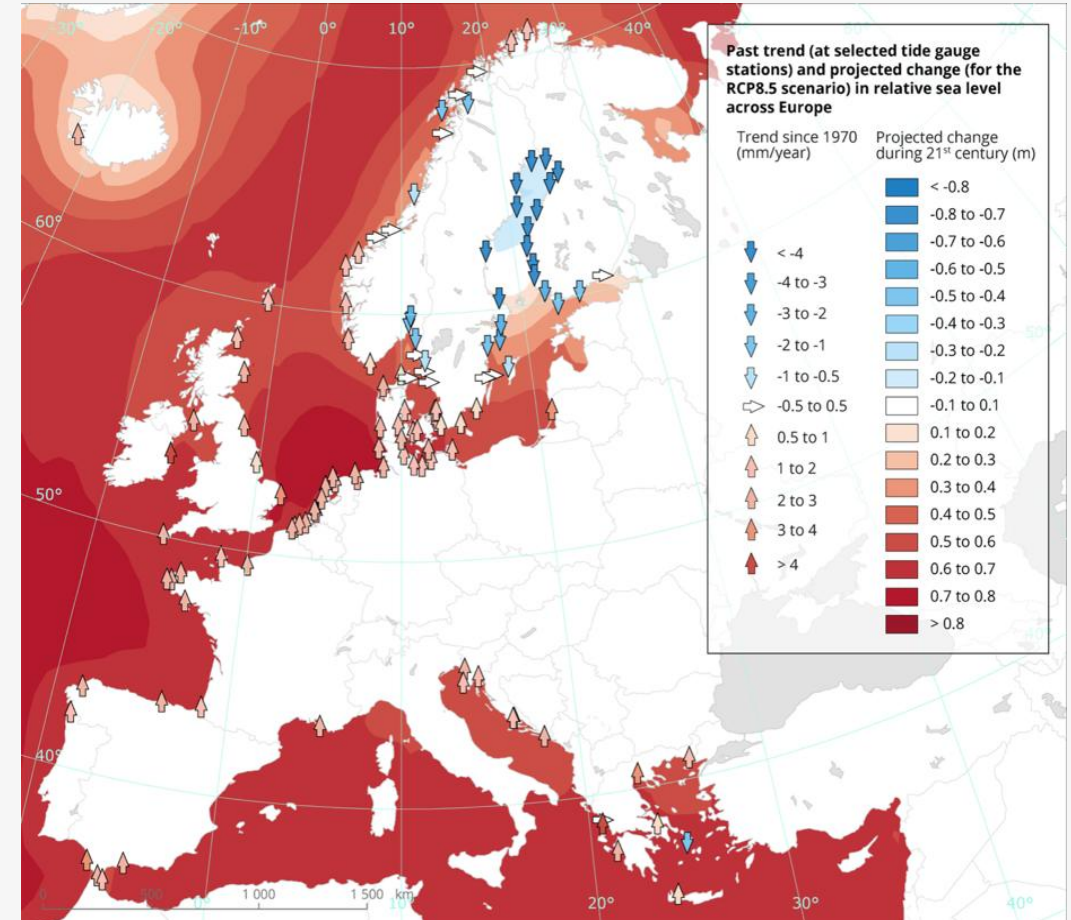 -30°
-20°
0°
10°
20°
30°
40°
50°
70°
Past trend (at selected tide gauge
stations) and projected change (for the
RCP8.5 scenario) in relative sea level
across Europe
Trend since 1970
(mm/year)
< -4
-4 to -3
-3 to -2
-2 to -1
-1 to -0.5
-0.5 to 0.5
0.5 to 1
1 to 2
2 to 3
3 to 4
> 4
Projected change
during 21st century (m)
< -0.8
-0.8 to -0.7
-0.7 to -0.6
-0.6 to -0.5
-0.5 to -0.4
-0.4 to -0.3
-0.3 to -0.2
-0.2 to -0.1
-0.1 to 0.1
0.1 to 0.2
0.2 to 0.3
0.3 to 0.4
0.4 to 0.5
0.5 to 0.6
0.6 to 0.7
0.7 to 0.8
> 0.8
60°
50°
50°
40°
40°
0 500 1 000 1 500 km
0°
10°
20°
30°
40°